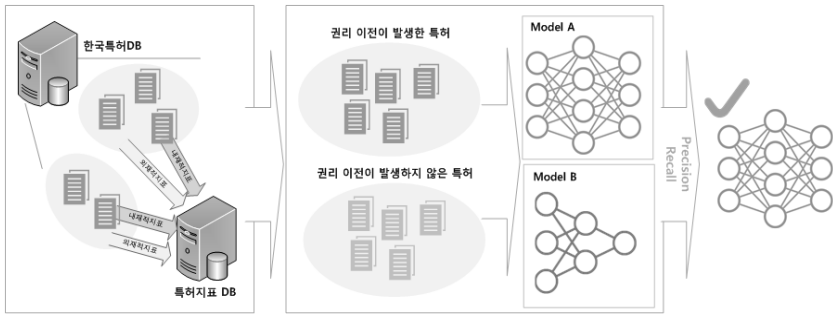 한국특허DB
내재적지표
외재적지표
내재적지표
외재적지표
특허지표 DB
권리 이전이 발생한 특허
권리 이전이 발생하지 않은 특허
Model A
Model B
Precision
Recall